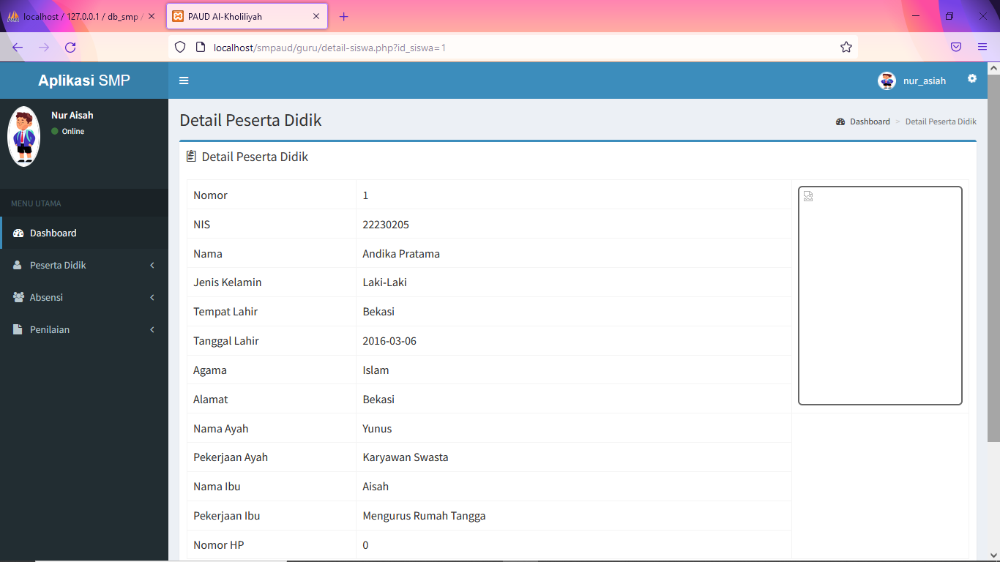 localhost / 127.0.0.1 / db_smp /
PAUD Al-Kholiliyah
localhost/smpaud/guru/detail-siswa.php?id_siswa=1
Aplikasi SMP
nur_asiah
Nur Aisah
Online
Detail Peserta Didik
Dashboard > Detail Peserta Didik
Detail Peserta Didik
MENU UTAMA
Dashboard
Peserta Didik
Absensi
Penilaian
Nomor 1
NIS 22230205
Nama Andika Pratama
Jenis Kelamin Laki-Laki
Tempat Lahir Bekasi
Tanggal Lahir 2016-03-06
Agama Islam
Alamat Bekasi
Nama Ayah Yunus
Pekerjaan Ayah Karyawan Swasta
Nama Ibu Aisah
Pekerjaan Ibu Mengurus Rumah Tangga
Nomor HP 0